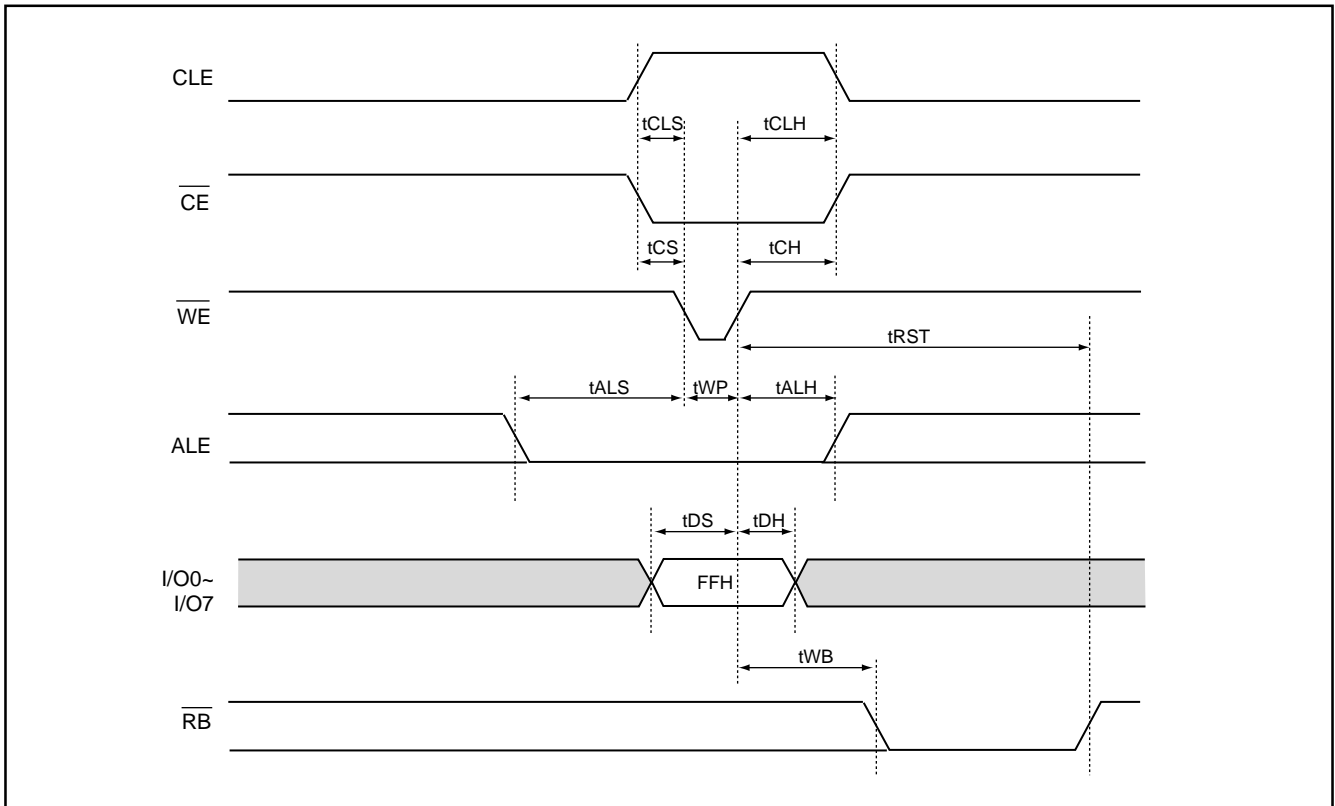 CLE
tCLS
tCLH
CE
tCS
tCH
WE
tRST
tALS
tWP
tALH
ALE
tDS
tDH
I/O0~
I/O7
FFH
tWB
RB